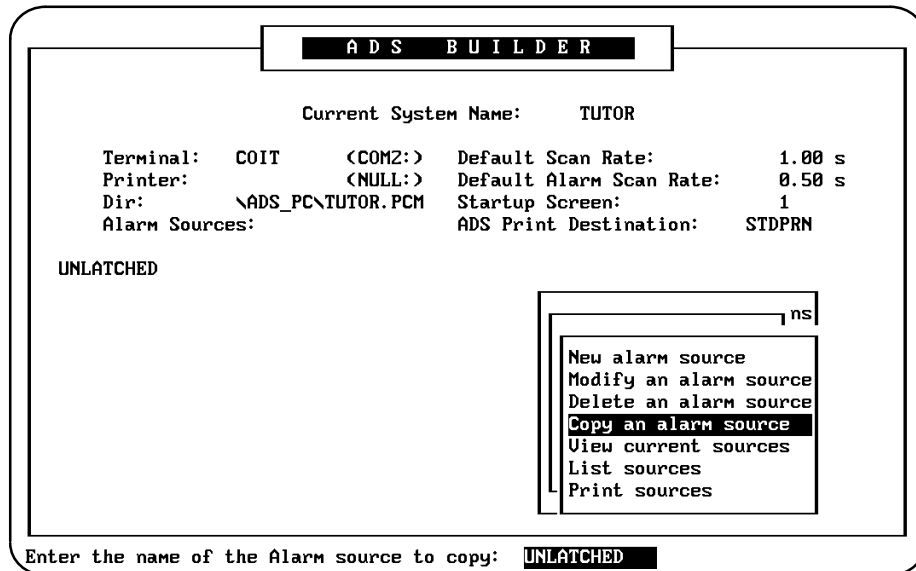 ADS BUILDER
Current System Name: TUTOR
Terminal: COIT (COM2:) Default Scan Rate: 1.00 s
Printer: (NULL:) Default Alarm Scan Rate: 0.50 s
Dir: \ADS_PC\TUTOR.PCM Startup Screen: 1
Alarm Sources: ADS Print Destination: STDPRN
UNLATCHED
ns
New alarm source
Modify an alarm source
Delete an alarm source
Copy an alarm source
View current sources
List sources
Print sources
Enter the name of the Alarm source to copy: UNLATCHED